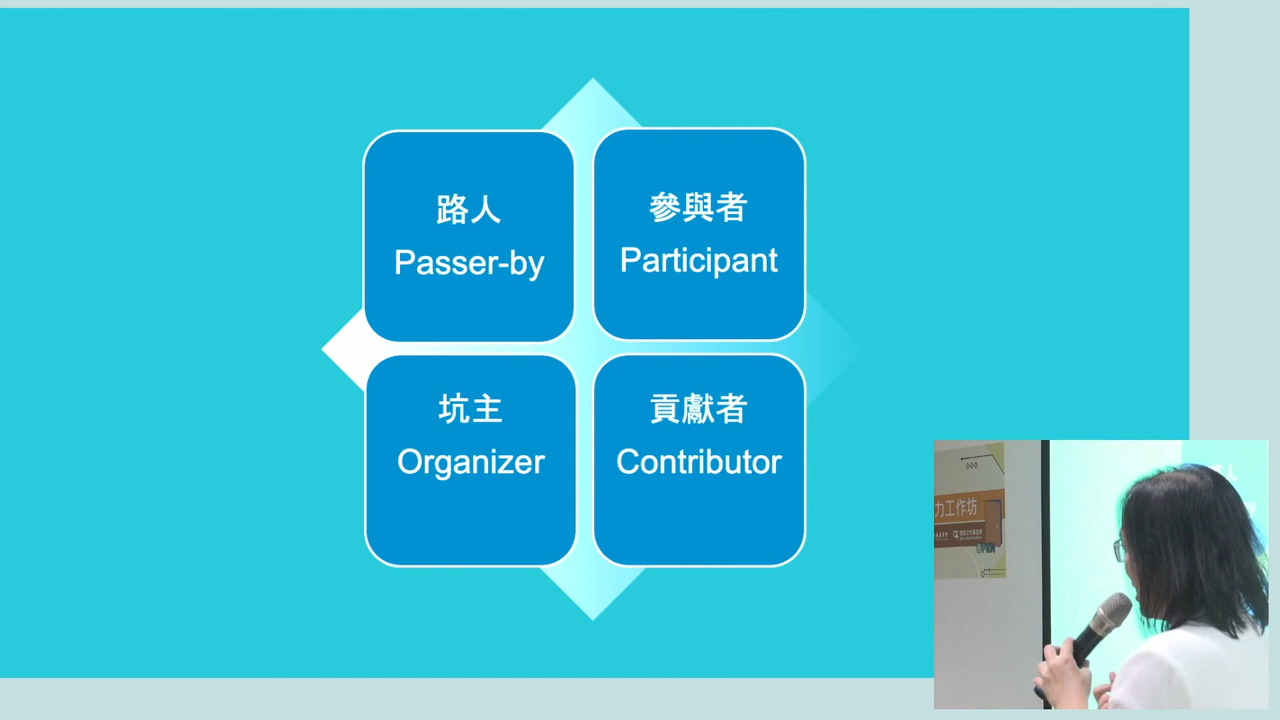 路人
Passer-by
參與者
Participant
坑主
Organizer
貢獻者
Contributor
力工作坊
OPEN